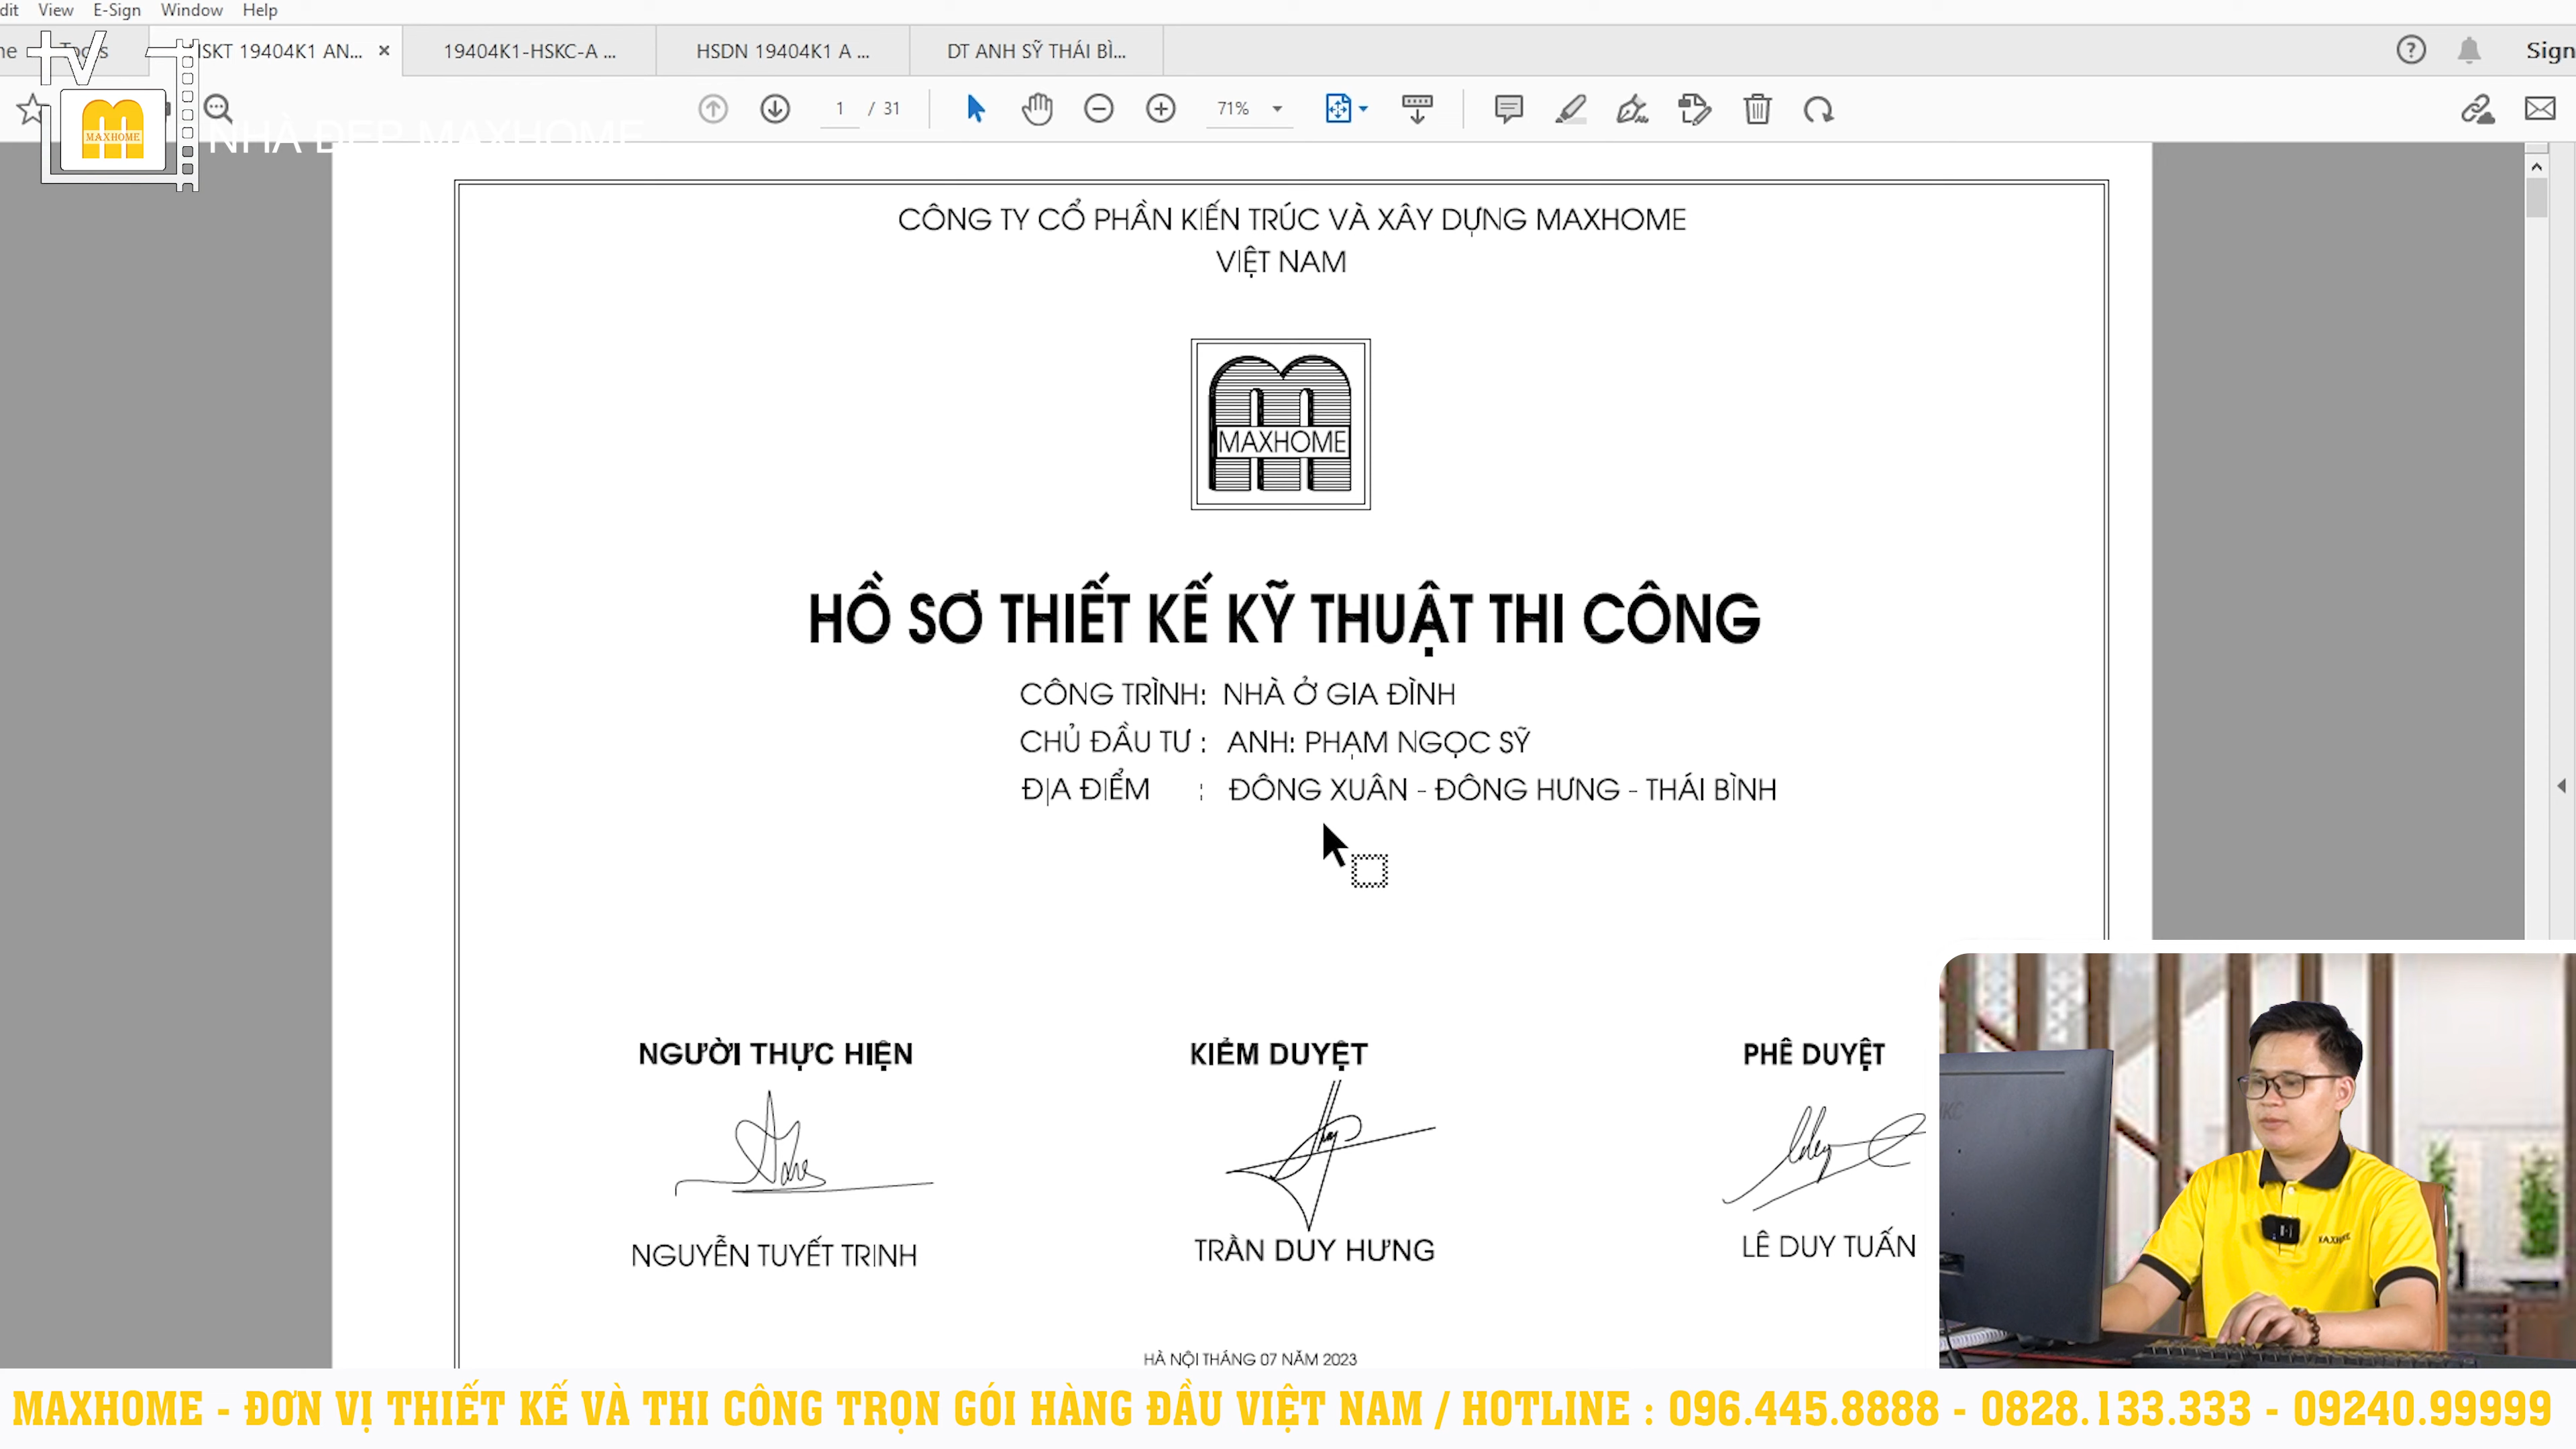 dit View E-Sign Window Help
SKT 19404K1 AN... × 19404K1-HSKC-A ... HSDN 19404K1 A ... DT ANH SỸ THÁI BÌ... Sign
tv
MAXHOME
NHÀ ĐẸP MAXHOME
1 / 31 71%
CÔNG TY CỔ PHẦN KIẾN TRÚC VÀ XÂY DỰNG MAXHOME
VIỆT NAM
MAXHOME
HỒ SƠ THIẾT KẾ KỸ THUẬT THI CÔNG
CÔNG TRÌNH: NHÀ Ở GIA ĐÌNH
CHỦ ĐẦU TƯ : ANH: PHẠM NGỌC SỸ
ĐỊA ĐIỂM : ĐÔNG XUÂN - ĐÔNG HƯNG - THÁI BÌNH
NGƯỜI THỰC HIỆN KIỂM DUYỆT PHÊ DUYỆT
NGUYỄN TUYẾT TRINH TRẦN DUY HƯNG LÊ DUY TUẤN
HÀ NỘI THÁNG 07 NĂM 2023
MAXHOME - ĐƠN VỊ THIẾT KẾ VÀ THI CÔNG TRỌN GÓI HÀNG ĐẦU VIỆT NAM / HOTLINE : 096.445.8888 - 0828.133.333 - 09240.99999